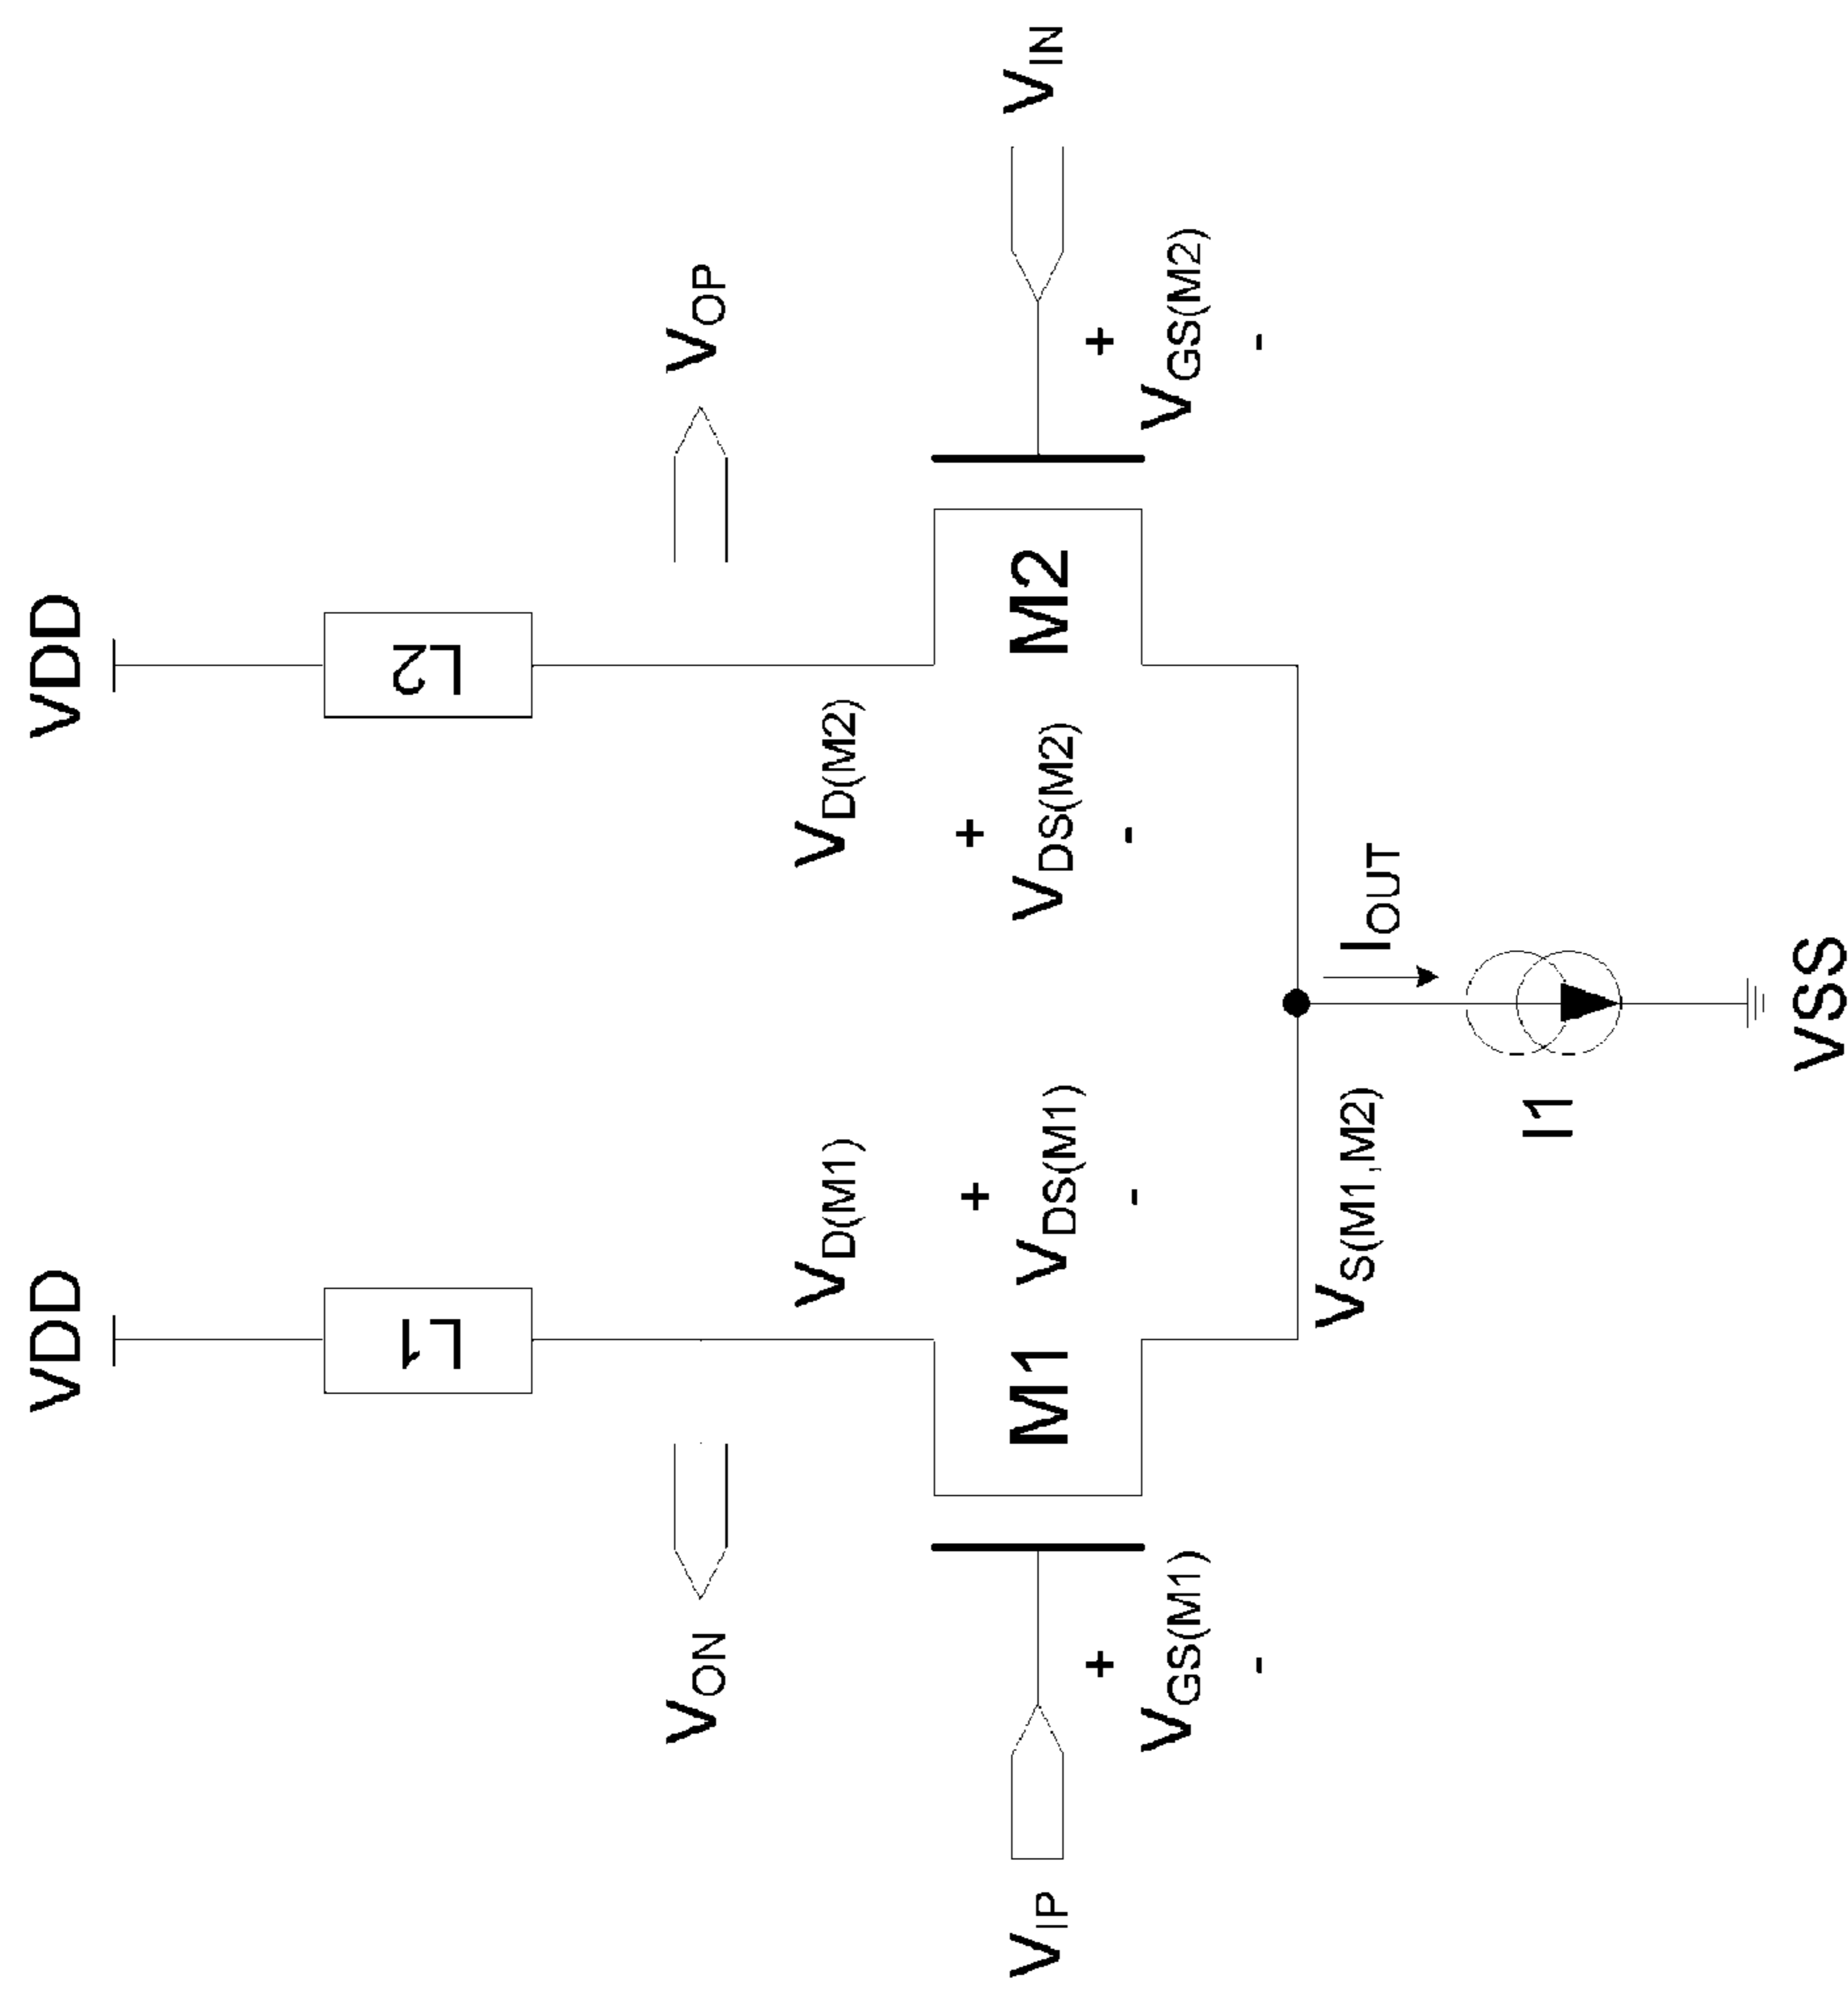 VDD
VDD
L1
L2
VON
VOP
VD(M1)
VD(M2)
+
+
VIP
M1
VDS(M1)
VDS(M2)
M2
VIN
-
-
+
VGS(M1)
-
+
VGS(M2)
-
VS(M1,M2)
IOUT
I1
VSS